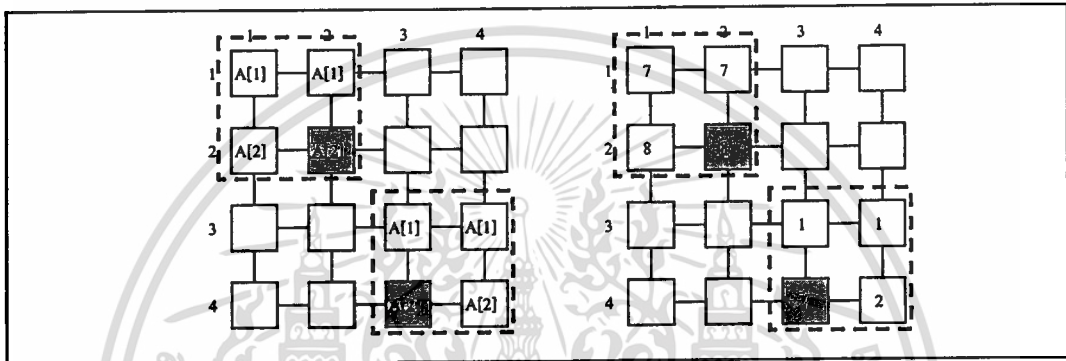 1 2 3 4
1 A[1] A[1]
2 A[2]
3 A[1] A[1]
4 A[2]
1 2 3 4
1 7 7
2 8
3 1 1
4 2